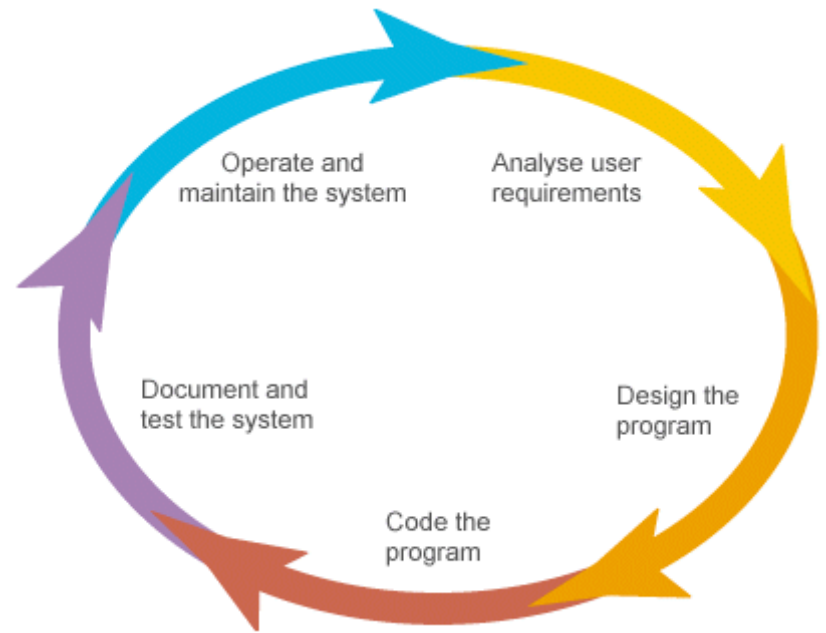 Operate and
maintain the system
Analyse user
requirements
Design the
program
Code the
program
Document and
test the system